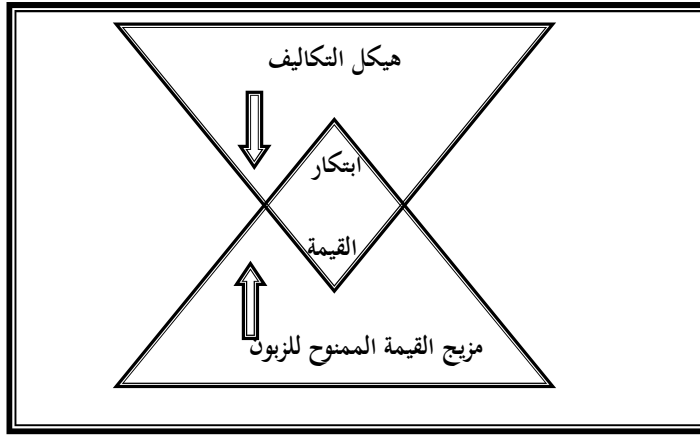 هيكل التكاليف
ابتكار
القيمة
مزيج القيمة الممنوح للزبون